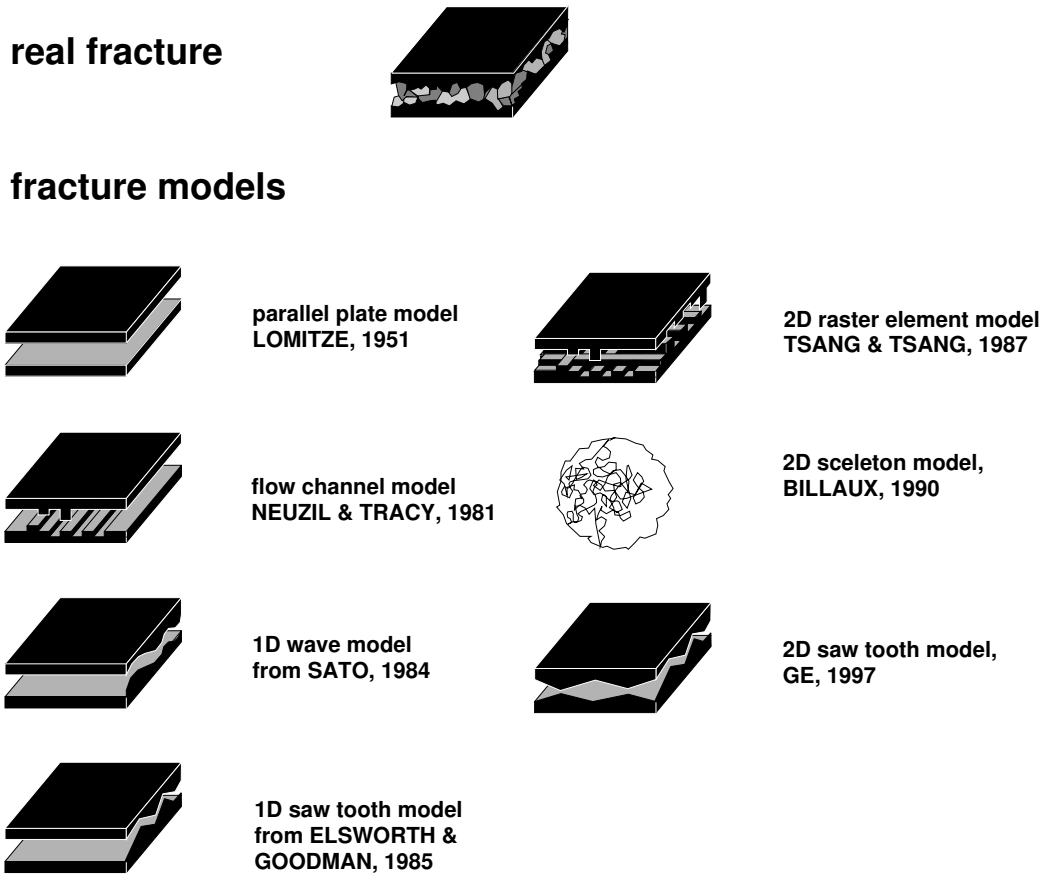 real fracture
fracture models
parallel plate model
LOMITZE, 1951
flow channel model
NEUZIL & TRACY, 1981
1D wave model
from SATO, 1984
1D saw tooth model
from ELSWORTH &
GOODMAN, 1985
2D raster element model
TSANG & TSANG, 1987
2D sceleton model,
BILLAUX, 1990
2D saw tooth model,
GE, 1997